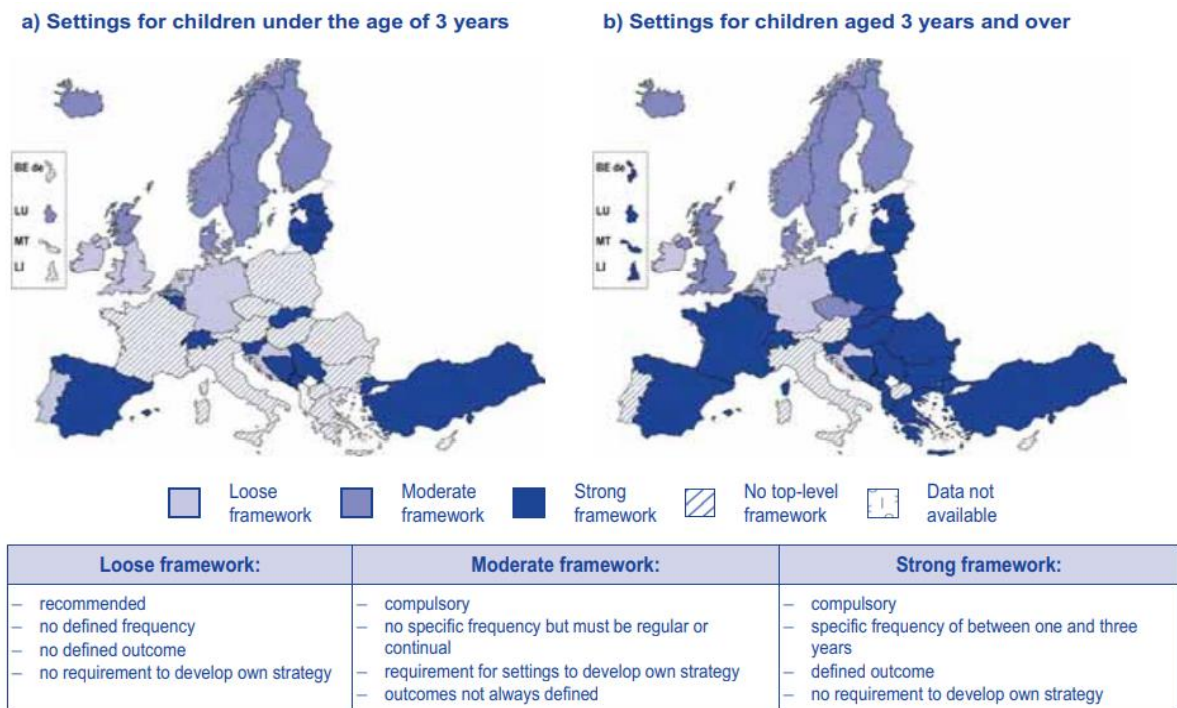 a) Settings for children under the age of 3 years
b) Settings for children aged 3 years and over
BE de
LU
MT
LI
BE de
LU
MT
LI
Loose framework
Moderate framework
Strong framework
No top-level framework
Data not available
Loose framework:
– recommended
– no defined frequency
– no defined outcome
– no requirement to develop own strategy
Moderate framework:
– compulsory
– no specific frequency but must be regular or
continual
– requirement for settings to develop own strategy
– outcomes not always defined
Strong framework:
– compulsory
– specific frequency of between one and three
years
– defined outcome
– no requirement to develop own strategy